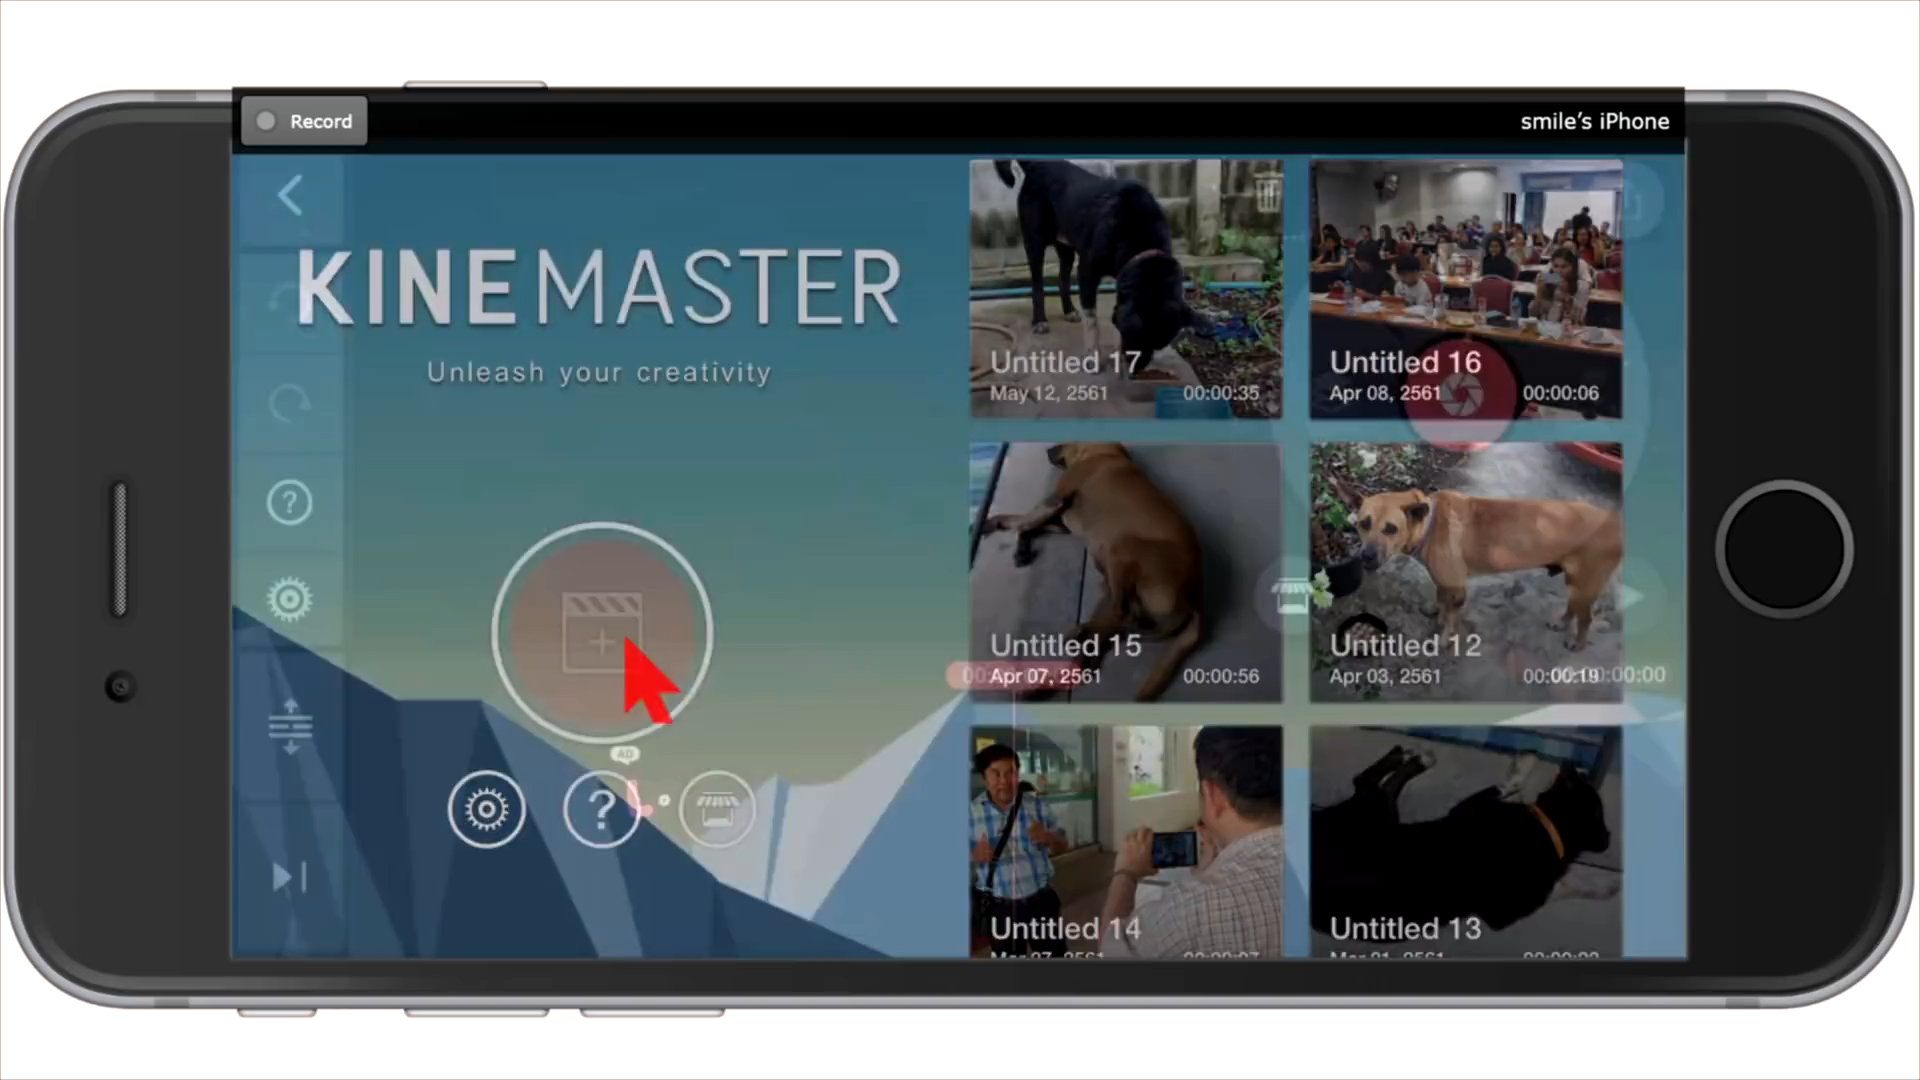 Record
smile's iPhone
KINEMASTER
Unleash your creativity
AD
Untitled 17
May 12, 2561 00:00:35
Untitled 16
Apr 08, 2561 00:00:06
Untitled 15
Apr 07, 2561 00:00:56
Untitled 12
Apr 03, 2561
Untitled 14
Untitled 13